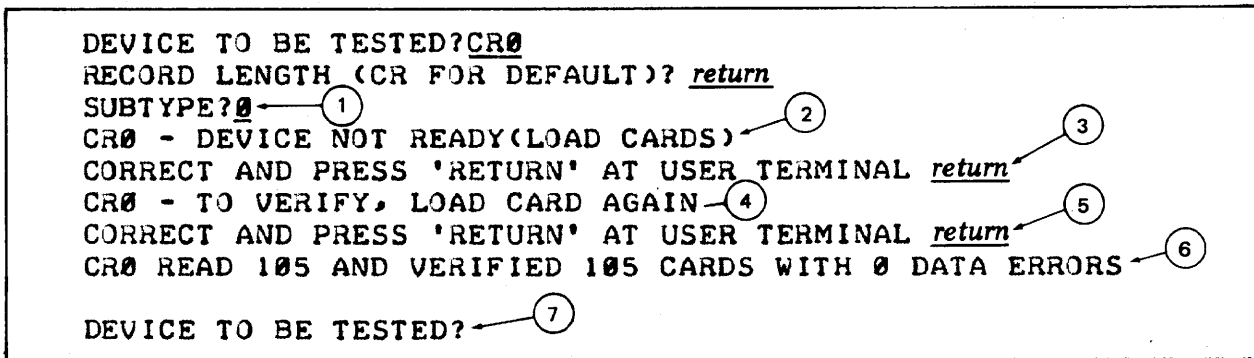 DEVICE TO BE TESTED?CR0
RECORD LENGTH (CR FOR DEFAULT)? return
SUBTYPE?0 1
CR0 - DEVICE NOT READY(LOAD CARDS) 2
CORRECT AND PRESS 'RETURN' AT USER TERMINAL return 3
CR0 - TO VERIFY, LOAD CARD AGAIN 4
CORRECT AND PRESS 'RETURN' AT USER TERMINAL return 5
CR0 READ 105 AND VERIFIED 105 CARDS WITH 0 DATA ERRORS 6
DEVICE TO BE TESTED? 7